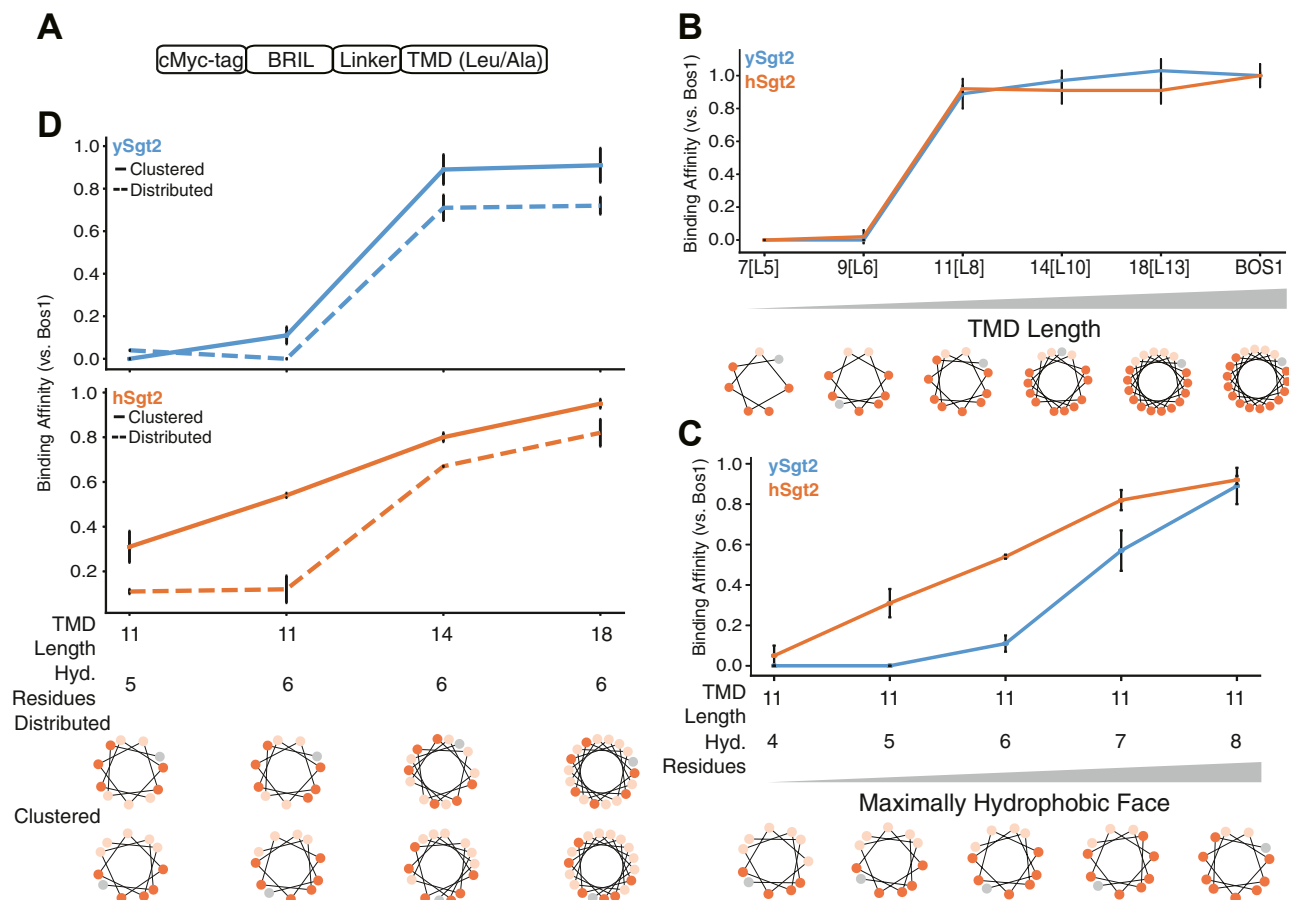 A
cMyc-tag BRIL Linker TMD (Leu/Ala)
B
ySgt2
hSgt2
Binding Affinity (vs. Bos1)
1.0
0.8
0.6
0.4
0.2
0.0
7[L5] 9[L6] 11[L8] 14[L10] 18[L13] BOS1
TMD Length
C
ySgt2
hSgt2
Binding Affinity (vs. Bos1)
1.0
0.8
0.6
0.4
0.2
0.0
TMD Length 11 11 11 11 11
Hyd. Residues 4 5 6 7 8
Maximally Hydrophobic Face
D
ySgt2
Clustered
Distributed
1.0
0.8
0.6
0.4
0.2
0.0
Binding Affinity (vs. Bos1)
hSgt2
Clustered
Distributed
1.0
0.8
0.6
0.4
0.2
TMD Length 11 11 14 18
Hyd. Residues 5 6 6 6
Distributed
Clustered